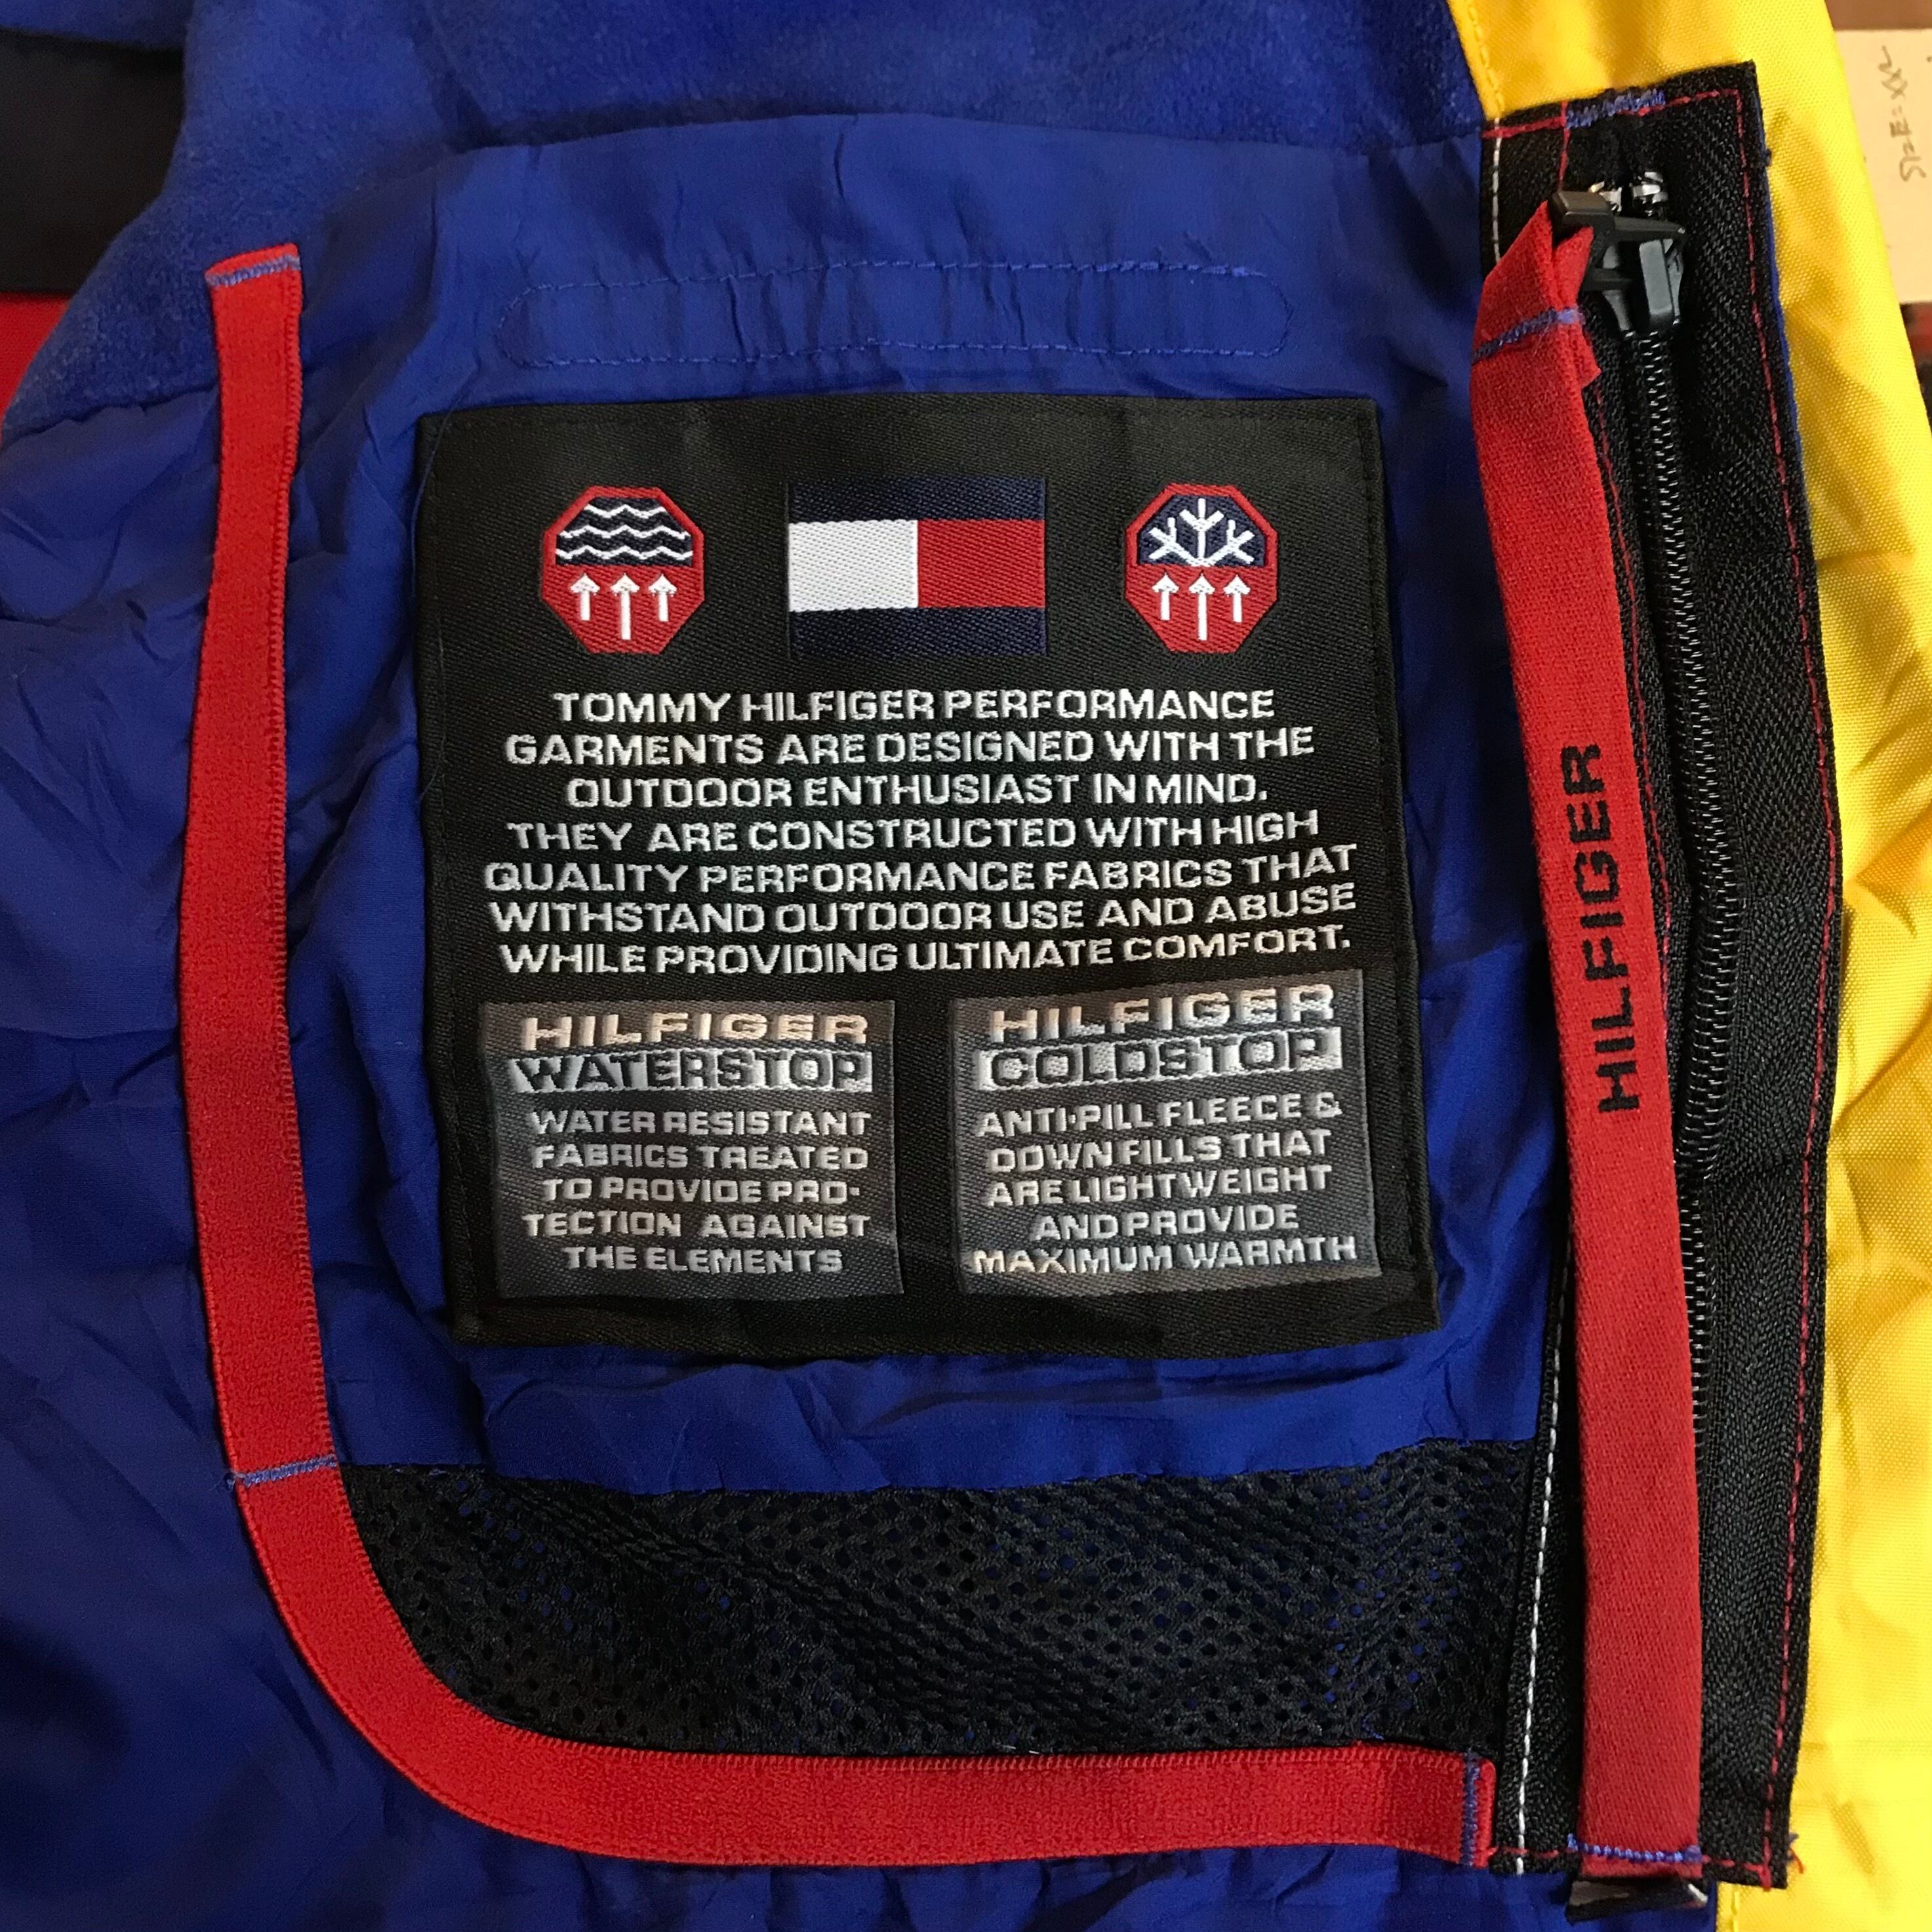 TOMMY HILFIGER PERFORMANCE
GARMENTS ARE DESIGNED WITH THE
OUTDOOR ENTHUSIAST IN MIND.
THEY ARE CONSTRUCTED WITH HIGH
QUALITY PERFORMANCE FABRICS THAT
WITHSTAND OUTDOOR USE AND ABUSE
WHILE PROVIDING ULTIMATE COMFORT.
HILFIGER
WATERSTOP
WATER RESISTANT
FABRICS TREATED
TO PROVIDE PRO-
TECTION AGAINST
THE ELEMENTS
HILFIGER
COLDSTOP
ANTI-PILL FLEECE &
DOWN FILLS THAT
ARE LIGHTWEIGHT
AND PROVIDE
MAXIMUM WARMTH
HILFIGER
SIZE: